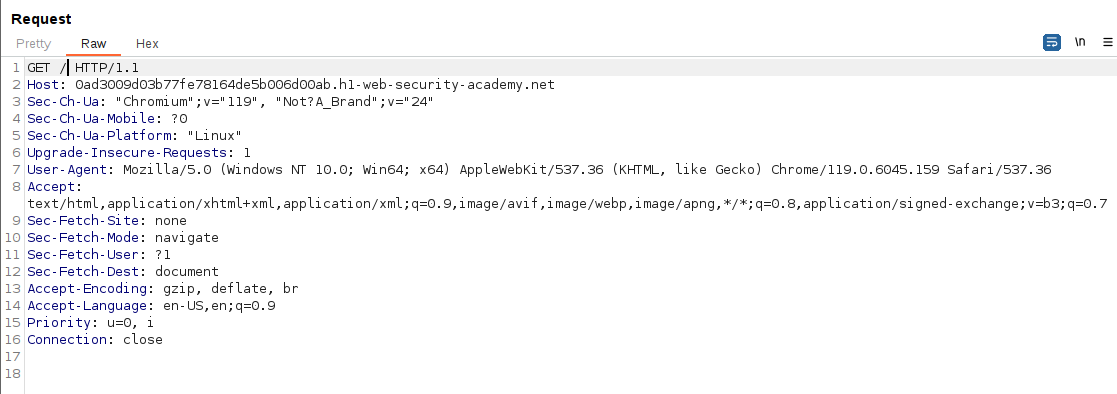 Request
Pretty Raw Hex \n
1 GET / HTTP/1.1
2 Host: 0ad3009d03b77fe78164de5b006d00ab.h1-web-security-academy.net
3 Sec-Ch-Ua: "Chromium";v="119", "Not?A_Brand";v="24"
4 Sec-Ch-Ua-Mobile: ?0
5 Sec-Ch-Ua-Platform: "Linux"
6 Upgrade-Insecure-Requests: 1
7 User-Agent: Mozilla/5.0 (Windows NT 10.0; Win64; x64) AppleWebKit/537.36 (KHTML, like Gecko) Chrome/119.0.6045.159 Safari/537.36
8 Accept:
text/html,application/xhtml+xml,application/xml;q=0.9,image/avif,image/webp,image/apng,*/*;q=0.8,application/signed-exchange;v=b3;q=0.7
9 Sec-Fetch-Site: none
10 Sec-Fetch-Mode: navigate
11 Sec-Fetch-User: ?1
12 Sec-Fetch-Dest: document
13 Accept-Encoding: gzip, deflate, br
14 Accept-Language: en-US,en;q=0.9
15 Priority: u=0, i
16 Connection: close
17
18